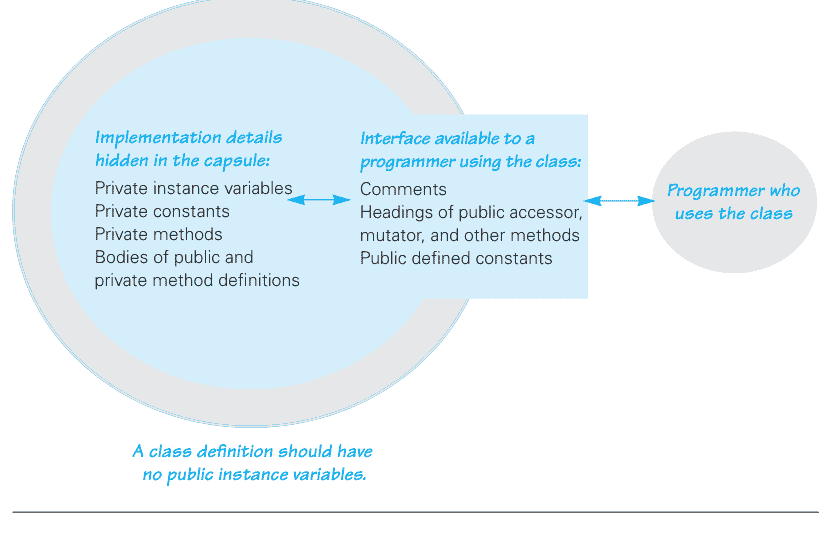 Implementation details
hidden in the capsule:
Private instance variables
Private constants
Private methods
Bodies of public and
private method definitions
Interface available to a
programmer using the class:
Comments
Headings of public accessor,
mutator, and other methods
Public defined constants
Programmer who
uses the class
A class definition should have
no public instance variables.